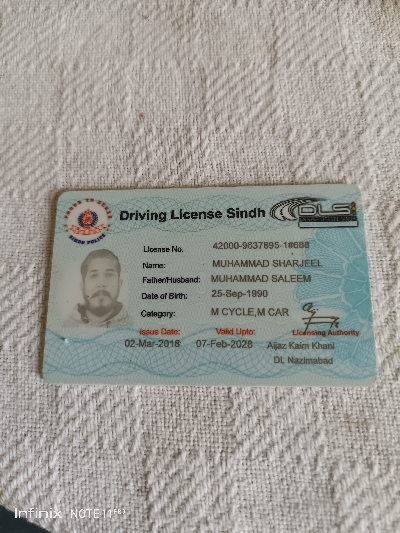 Driving License Sindh
DLS
SINDH POLICE
License No. 42000-9637895-1#688
Name: MUHAMMAD SHARJEEL
Father/Husband: MUHAMMAD SALEEM
Date of Birth: 25-Sep-1990
Category: M CYCLE,M CAR
Issue Date: Valid Upto: Licensing Authority
02-Mar-2018 07-Feb-2028 Aijaz Kaim Khani
DL Nazimabad
Infinix NOTE 11